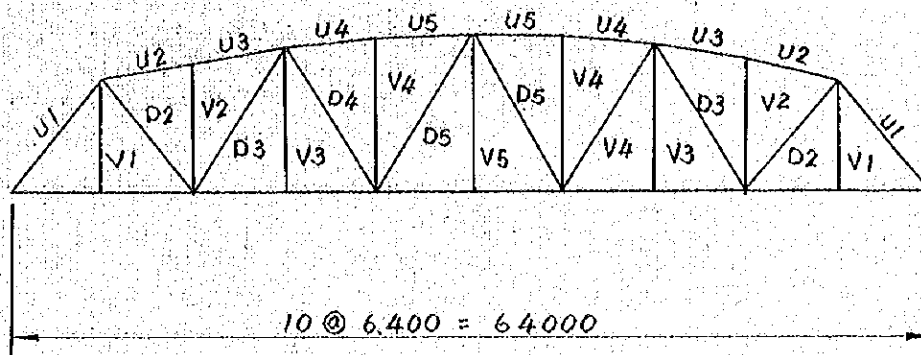 U1 U2 U3 U4 U5 U5 U4 U3 U2 U1
V1 D2 V2 D3 V3 D4 V4 D5 V5 D5 V4 V4 V3 D3 V2 D2 V1
10 @ 6.400 = 64000